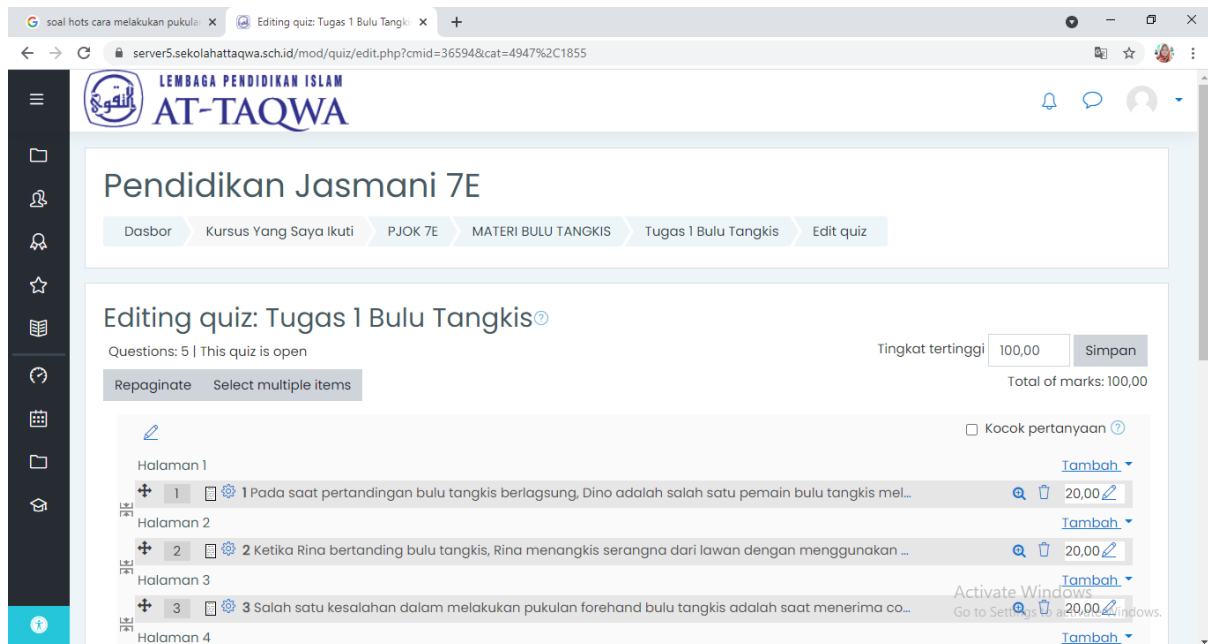 soal hots cara melakukan pukula
Editing quiz: Tugas 1 Bulu Tangki
server5.sekolahattaqwa.sch.id/mod/quiz/edit.php?cmid=36594&cat=4947%2C1855
LEMBAGA PENDIDIKAN ISLAM
AT-TAQWA
Pendidikan Jasmani 7E
Dasbor Kursus Yang Saya Ikuti PJOK 7E MATERI BULU TANGKIS Tugas 1 Bulu Tangkis Edit quiz
Editing quiz: Tugas 1 Bulu Tangkis
Questions: 5 | This quiz is open
Tingkat tertinggi 100,00 Simpan
Repaginate Select multiple items
Total of marks: 100,00
Kocok pertanyaan
Halaman 1 Tambah
1 1 Pada saat pertandingan bulu tangkis berlagsung, Dino adalah salah satu pemain bulu tangkis mel... 20,00
Halaman 2 Tambah
2 2 Ketika Rina bertanding bulu tangkis, Rina menangkis serangna dari lawan dengan menggunakan ... 20,00
Halaman 3 Tambah
3 3 Salah satu kesalahan dalam melakukan pukulan forehand bulu tangkis adalah saat menerima co... 20,00
Activate Windows
Go to Settings to activate Windows.
Halaman 4 Tambah